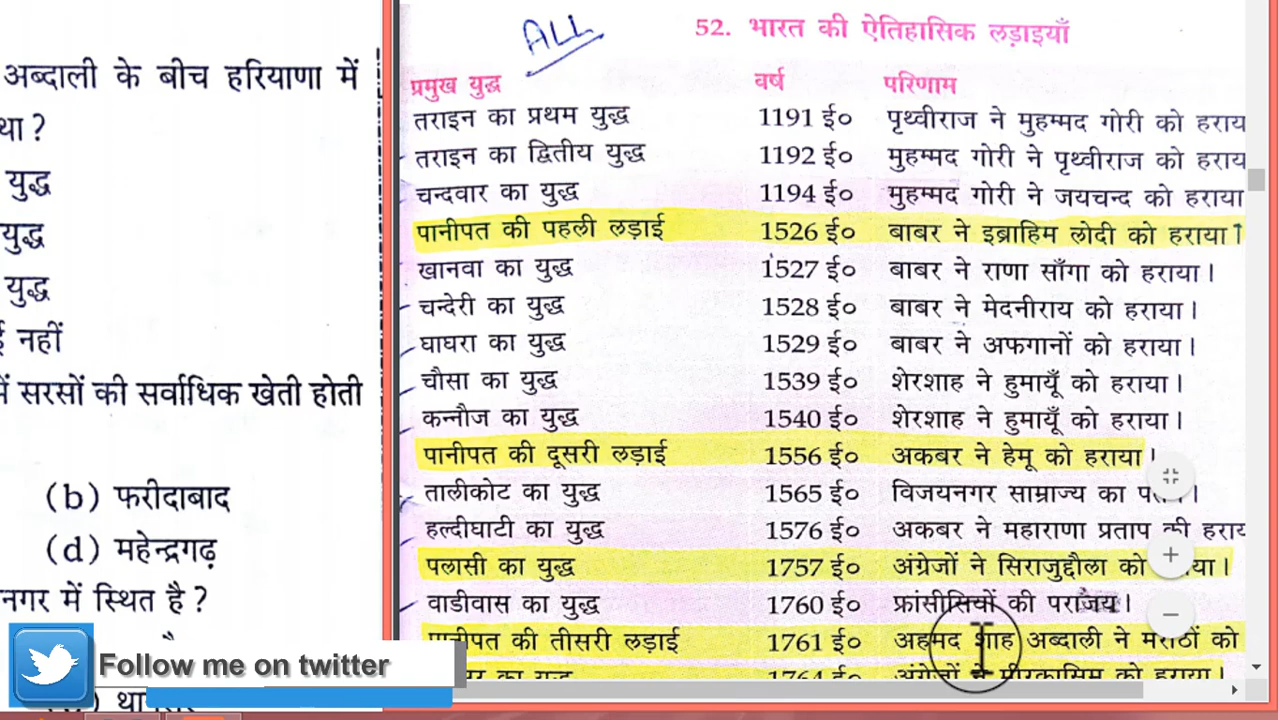 अब्दाली के बीच हरियाणा में
था ?
युद्ध
युद्ध
युद्ध
नहीं
में सरसों की सर्वाधिक खेती होती
(b) फरीदाबाद
(d) महेन्द्रगढ़
नगर में स्थित है ?
Follow me on twitter
ALL
52. भारत की ऐतिहासिक लड़ाइयाँ
प्रमुख युद्ध वर्ष परिणाम
तराइन का प्रथम युद्ध 1191 ई० पृथ्वीराज ने मुहम्मद गोरी को हराय
तराइन का द्वितीय युद्ध 1192 ई० मुहम्मद गोरी ने पृथ्वीराज को हराय
चन्दवार का युद्ध 1194 ई० मुहम्मद गोरी ने जयचन्द को हराया
पानीपत की पहली लड़ाई 1526 ई० बाबर ने इब्राहिम लोदी को हराया।
खानवा का युद्ध 1527 ई० बाबर ने राणा साँगा को हराया।
चन्देरी का युद्ध 1528 ई० बाबर ने मेदनीराय को हराया।
घाघरा का युद्ध 1529 ई० बाबर ने अफगानों को हराया।
चौसा का युद्ध 1539 ई० शेरशाह ने हुमायूँ को हराया।
कन्नौज का युद्ध 1540 ई० शेरशाह ने हुमायूँ को हराया।
पानीपत की दूसरी लड़ाई 1556 ई० अकबर ने हेमू को हराया।
तालीकोट का युद्ध 1565 ई० विजयनगर साम्राज्य का
हल्दीघाटी का युद्ध 1576 ई० अकबर ने महाराणा प्रताप को हराय
पलासी का युद्ध 1757 ई० अंग्रेजों ने सिराजुद्दौला को
वाडीवास का युद्ध 1760 ई० फ्रांसीसियों की पराजय।
पानीपत की तीसरी लड़ाई 1761 ई० अहमद शाह अब्दाली ने मराठों को
का युद्ध 1764 ई० अंग्रेजों ने मीरकासिम को हराया।